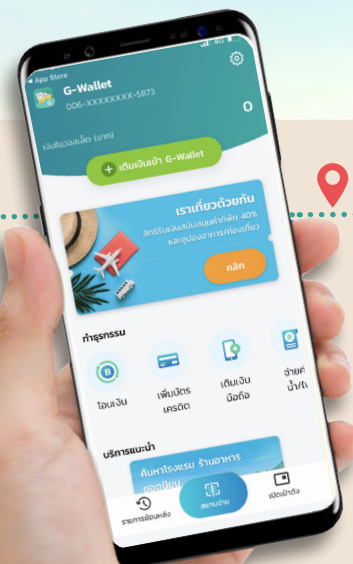 App Store
4G
G-Wallet
006-XXXXXXXX-5873
0
เงินในวอลเล็ต (บาท)
เติมเงินเข้า G-Wallet
เราเที่ยวด้วยกัน
สิทธิรับเงินสนับสนุนค่าที่พัก 40%
และคูปองอาหาร/ท่องเที่ยว
คลิก
ทำธุรกรรม
โอนเงิน
เพิ่มบัตร
เครดิต
เติมเงิน
มือถือ
จ่ายค่
น้ำ/ไ
บริการแนะนำ
ค้นหาโรงแรม ร้านอาหาร
ยอดนิยม
รายการย้อนหลัง
สแกนจ่าย
เปิดเป๋าตัง